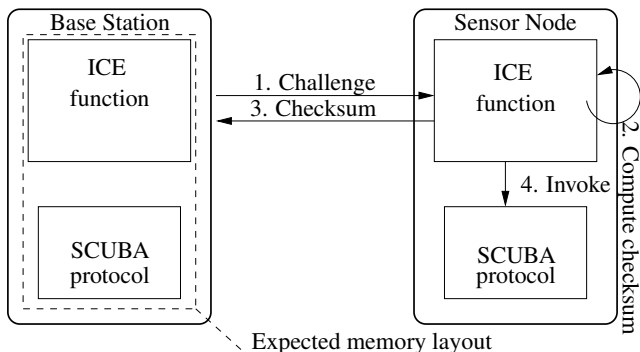 Base Station
Sensor Node
ICE
function
1. Challenge
3. Checksum
ICE
function
2. Compute checksum
4. Invoke
SCUBA
protocol
SCUBA
protocol
Expected memory layout